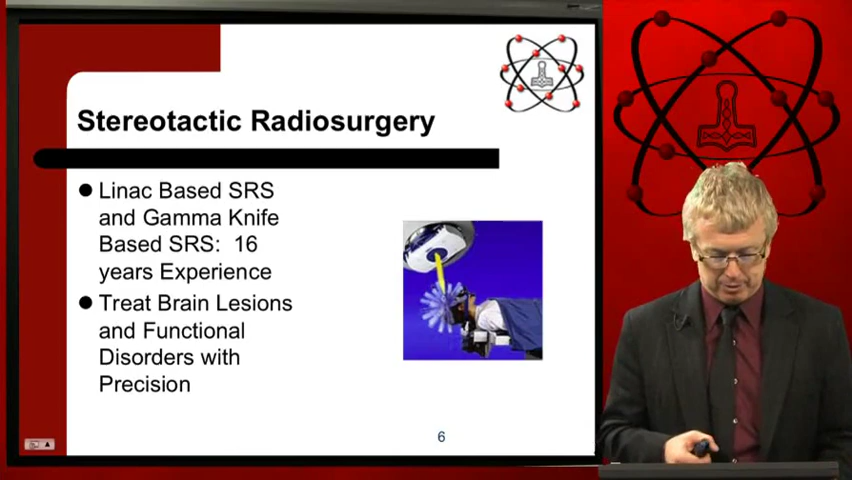 Stereotactic Radiosurgery
Linac Based SRS
and Gamma Knife
Based SRS: 16
years Experience
Treat Brain Lesions
and Functional
Disorders with
Precision
6